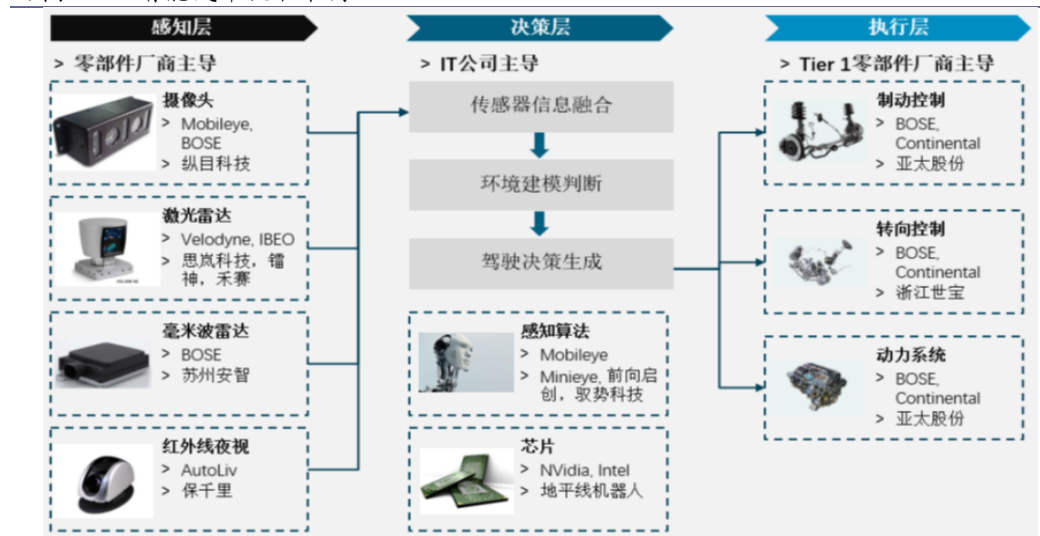 感知层
> 零部件厂商主导
摄像头
> Mobileye,
BOSE
> 纵目科技
激光雷达
> Velodyne, IBEO
> 思岚科技，镭
神，禾赛
毫米波雷达
> BOSE
> 苏州安智
红外线夜视
> AutoLiv
> 保千里
决策层
> IT公司主导
传感器信息融合
环境建模判断
驾驶决策生成
感知算法
> Mobileye
> Minieye, 前向启
创，驭势科技
芯片
> NVidia, Intel
> 地平线机器人
执行层
> Tier 1零部件厂商主导
制动控制
> BOSE,
Continental
> 亚太股份
转向控制
> BOSE,
Continental
> 浙江世宝
动力系统
> BOSE,
Continental
> 亚太股份